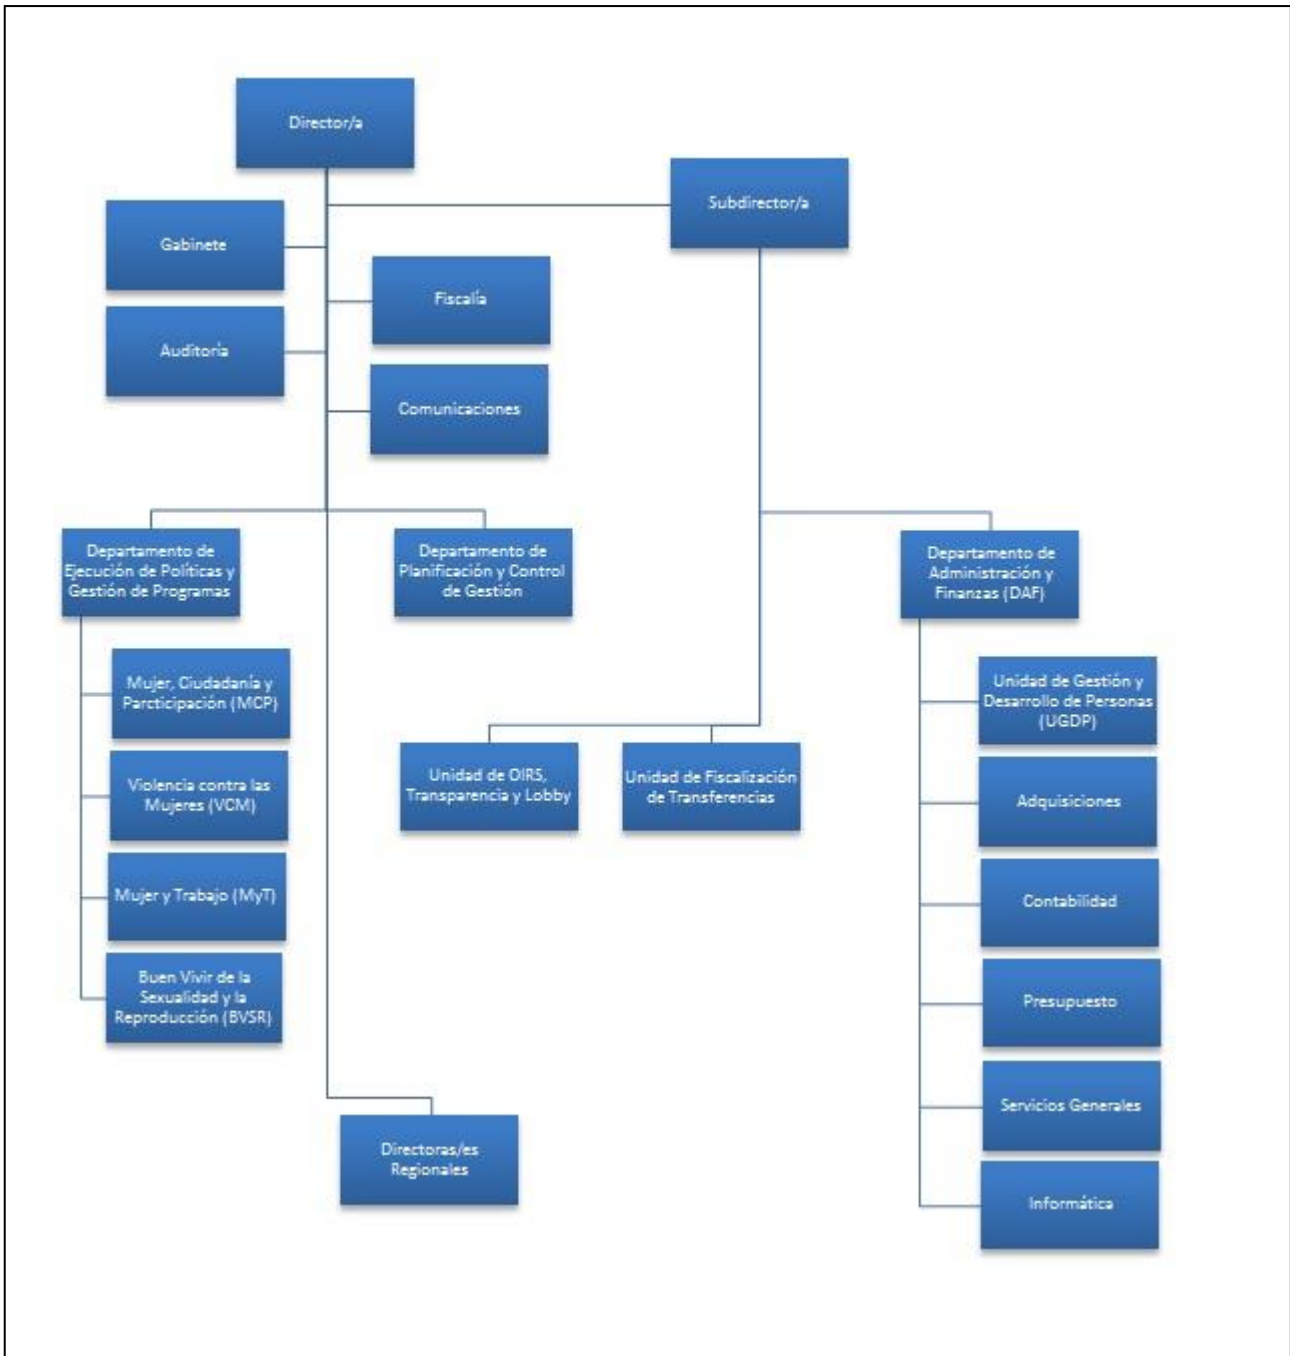 Director/a
Subdirector/a
Gabinete
Fiscalía
Auditoría
Comunicaciones
Departamento de
Ejecución de Políticas y
Gestión de Programas
Departamento de
Planificación y Control
de Gestión
Departamento de
Administración y
Finanzas (DAF)
Mujer, Ciudadanía y
Parcticipación (MCP)
Violencia contra las
Mujeres (VCM)
Mujer y Trabajo (MyT)
Buen Vivir de la
Sexualidad y la
Reproducción (BVSR)
Unidad de OIRS,
Transparencia y Lobby
Unidad de Fiscalización
de Transferencias
Unidad de Gestión y
Desarrollo de Personas
(UGDP)
Adquisiciones
Contabilidad
Presupuesto
Servicios Generales
Informática
Directoras/es
Regionales